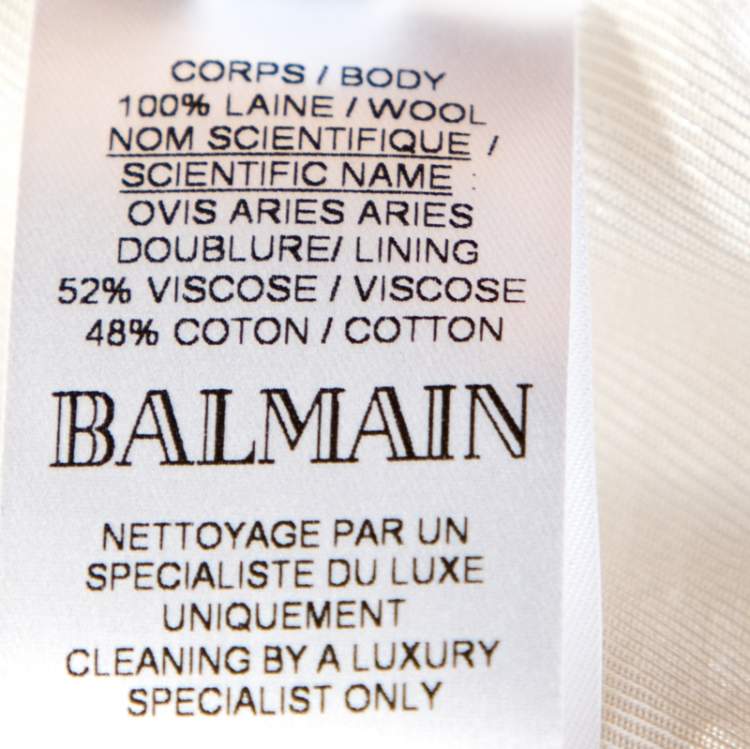 CORPS / BODY
100% LAINE / WOOL
NOM SCIENTIFIQUE /
SCIENTIFIC NAME :
OVIS ARIES ARIES
DOUBLURE/ LINING
52% VISCOSE / VISCOSE
48% COTON / COTTON
BALMAIN
NETTOYAGE PAR UN
SPECIALISTE DU LUXE
UNIQUEMENT
CLEANING BY A LUXURY
SPECIALIST ONLY